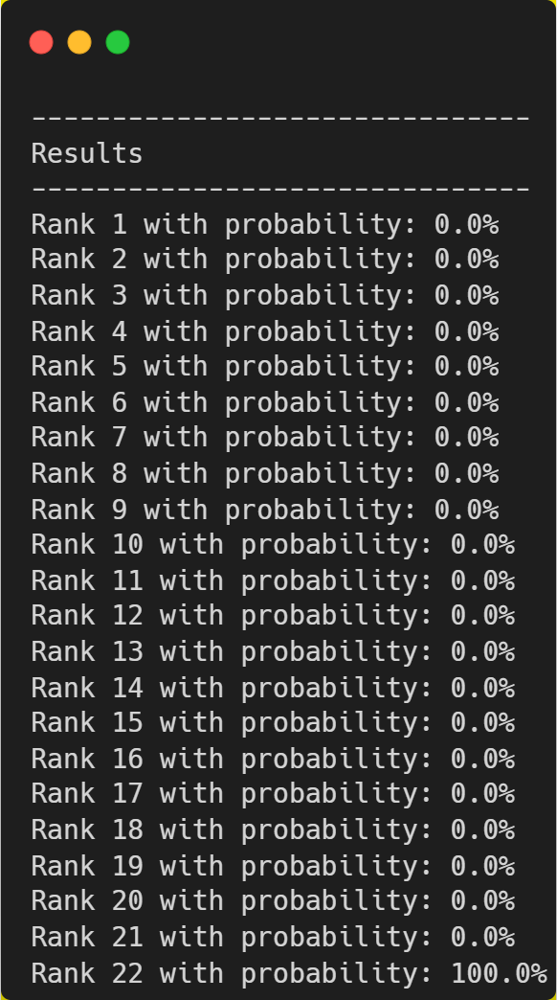 -------------------------------
Results
-------------------------------
Rank 1 with probability: 0.0%
Rank 2 with probability: 0.0%
Rank 3 with probability: 0.0%
Rank 4 with probability: 0.0%
Rank 5 with probability: 0.0%
Rank 6 with probability: 0.0%
Rank 7 with probability: 0.0%
Rank 8 with probability: 0.0%
Rank 9 with probability: 0.0%
Rank 10 with probability: 0.0%
Rank 11 with probability: 0.0%
Rank 12 with probability: 0.0%
Rank 13 with probability: 0.0%
Rank 14 with probability: 0.0%
Rank 15 with probability: 0.0%
Rank 16 with probability: 0.0%
Rank 17 with probability: 0.0%
Rank 18 with probability: 0.0%
Rank 19 with probability: 0.0%
Rank 20 with probability: 0.0%
Rank 21 with probability: 0.0%
Rank 22 with probability: 100.0%